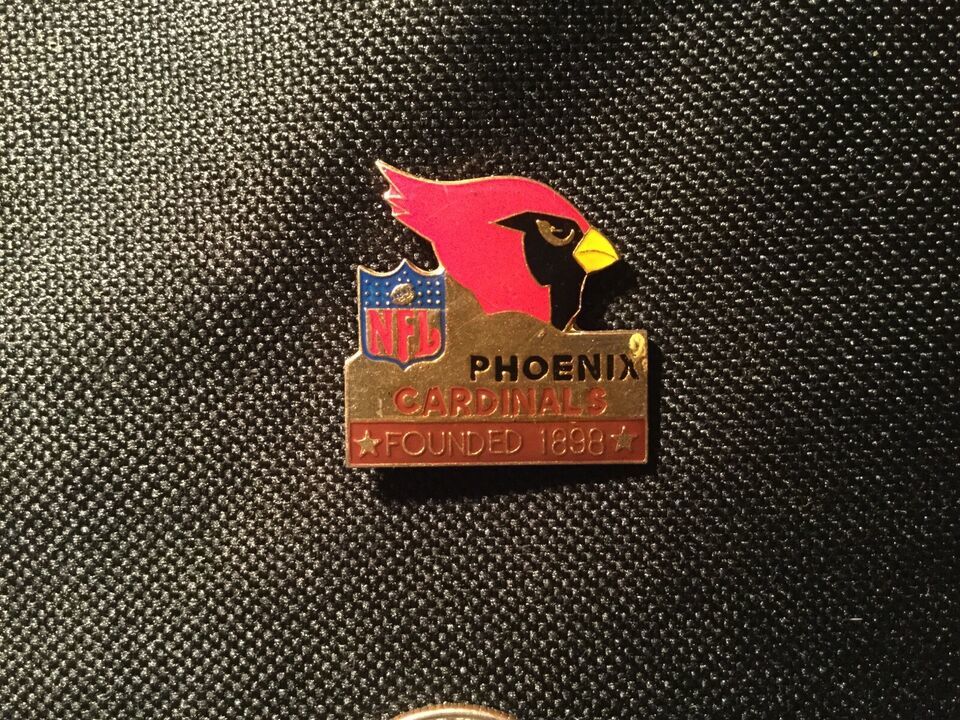 NFL
PHOENIX
CARDINALS
FOUNDED 1898